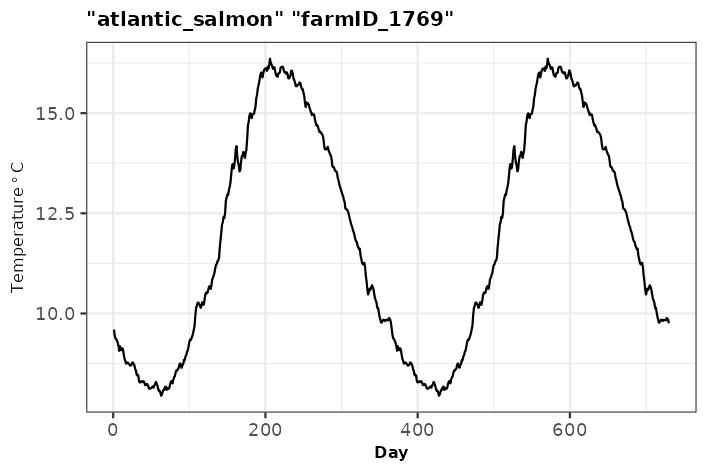 "atlantic_salmon" "farmID_1769"
Temperature°C
15.0
12.5
10.0
0 200 400 600
Day